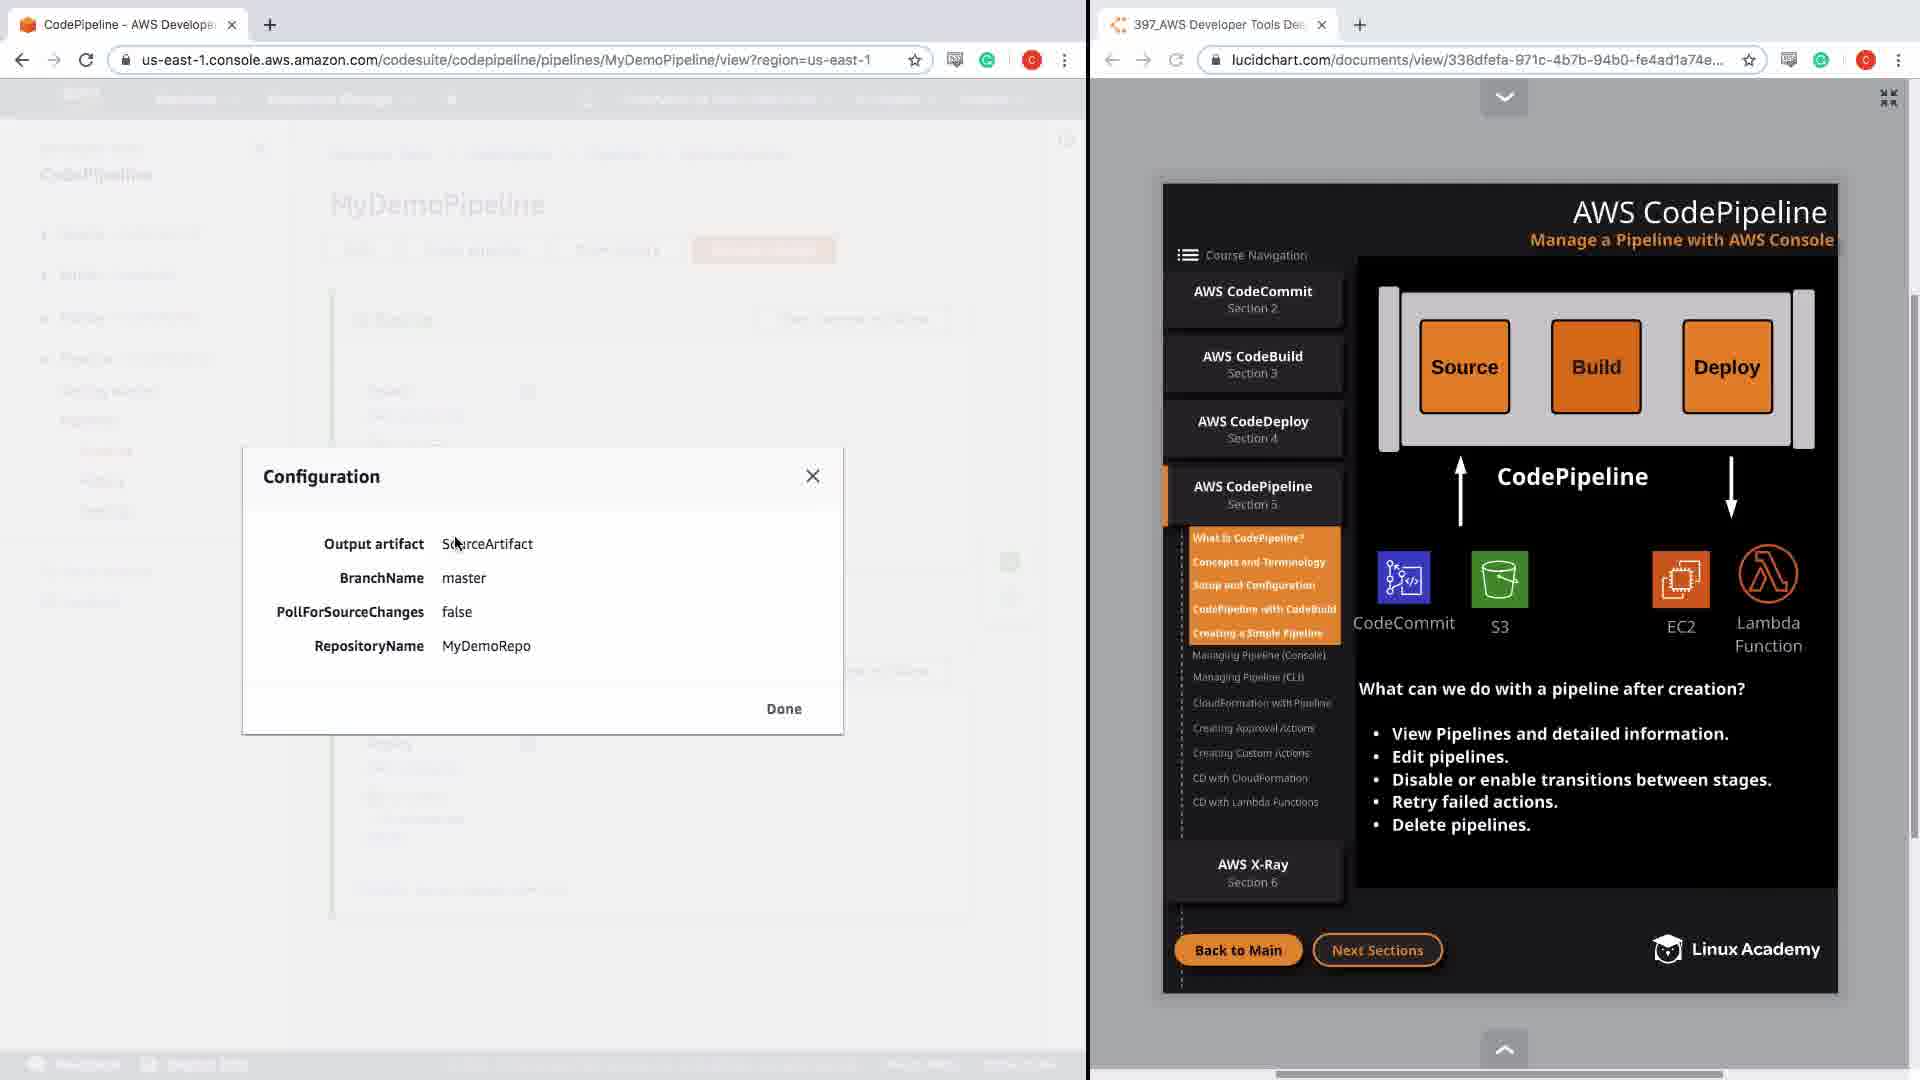 CodePipeline - AWS Develope
us-east-1.console.aws.amazon.com/codesuite/codepipeline/pipelines/MyDemoPipeline/view?region=us-east-1
C
CodePipeline
MyDemoPipeline
Configuration
Output artifact SourceArtifact
BranchName master
PollForSourceChanges false
RepositoryName MyDemoRepo
Done
397_AWS Developer Tools Dee
lucidchart.com/documents/view/338dfefa-971c-4b7b-94b0-fe4ad1a74e...
C
AWS CodePipeline
Manage a Pipeline with AWS Console
Course Navigation
AWS CodeCommit
Section 2
AWS CodeBuild
Section 3
AWS CodeDeploy
Section 4
AWS CodePipeline
Section 5
What is CodePipeline?
Concepts and Terminology
Setup and Configuration
CodePipeline with CodeBuild
Creating a Simple Pipeline
Managing Pipeline (Console)
Managing Pipeline (CLI)
CloudFormation with Pipeline
Creating Approval Actions
Creating Custom Actions
CD with CloudFormation
CD with Lambda Functions
AWS X-Ray
Section 6
Back to Main
Next Sections
Source
Build
Deploy
CodePipeline
CodeCommit
S3
EC2
Lambda
Function
What can we do with a pipeline after creation?
• View Pipelines and detailed information.
• Edit pipelines.
• Disable or enable transitions between stages.
• Retry failed actions.
• Delete pipelines.
Linux Academy